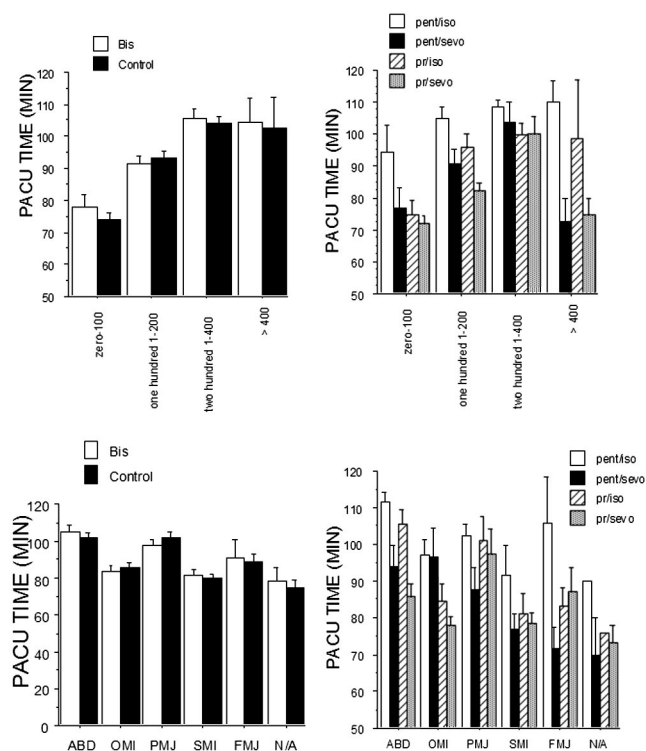 Bis
Control
PACU TIME (MIN)
120
110
100
90
80
70
60
50
zero-100
one hundred 1-200
two hundred 1-400
> 400
pent/iso
pent/sevo
pr/iso
pr/sevo
PACU TIME (MIN)
120
110
100
90
80
70
60
50
zero-100
one hundred 1-200
two hundred 1-400
> 400
Bis
Control
PACU TIME (MIN)
120
100
80
60
40
20
0
ABD OMI PMJ SMI FMJ N/A
pent/iso
pent/sevo
pr/iso
pr/sevo
PACU TIME (MIN)
120
110
100
90
80
70
60
50
ABD OMI PMJ SMI FMJ N/A